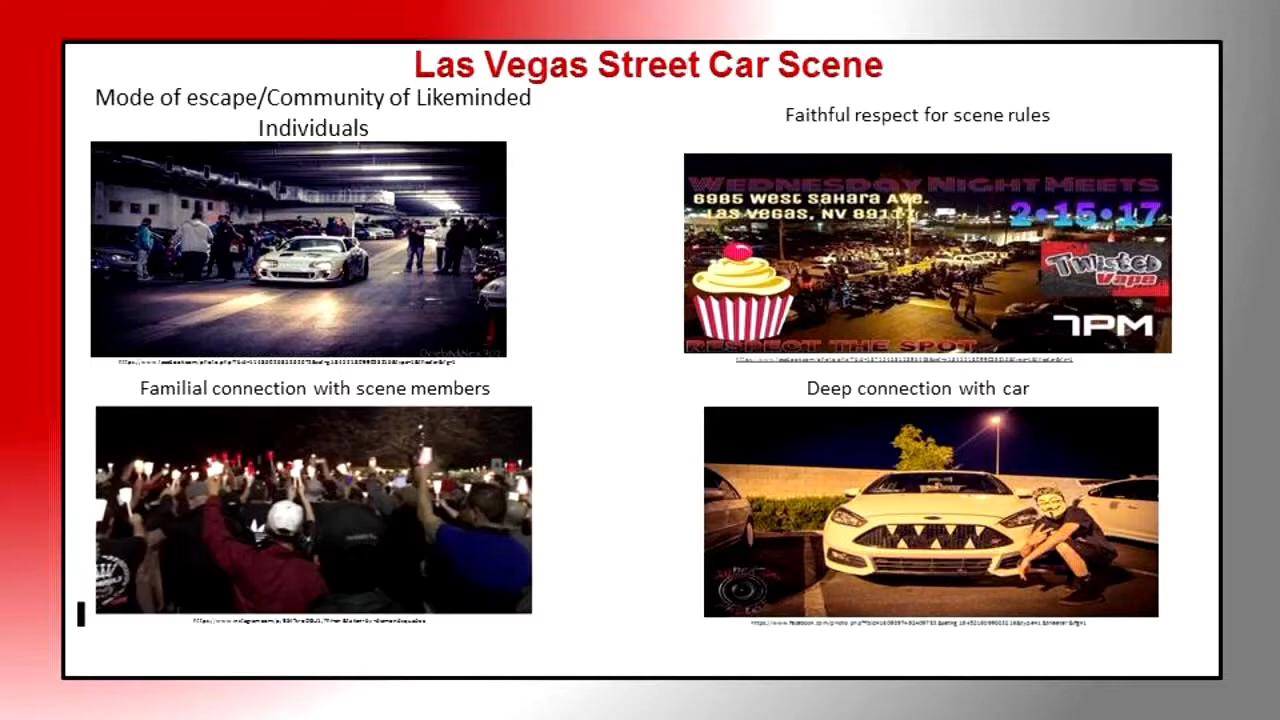 Las Vegas Street Car Scene
Mode of escape/Community of Likeminded
Individuals
Faithful respect for scene rules
WEDNESDAY NIGHT MEETS
6985 West Sahara Ave.
Las Vegas, NV 89117
2•15•17
Twisted
Vape
7PM
RESPECT THE SPOT
Familial connection with scene members
Deep connection with car